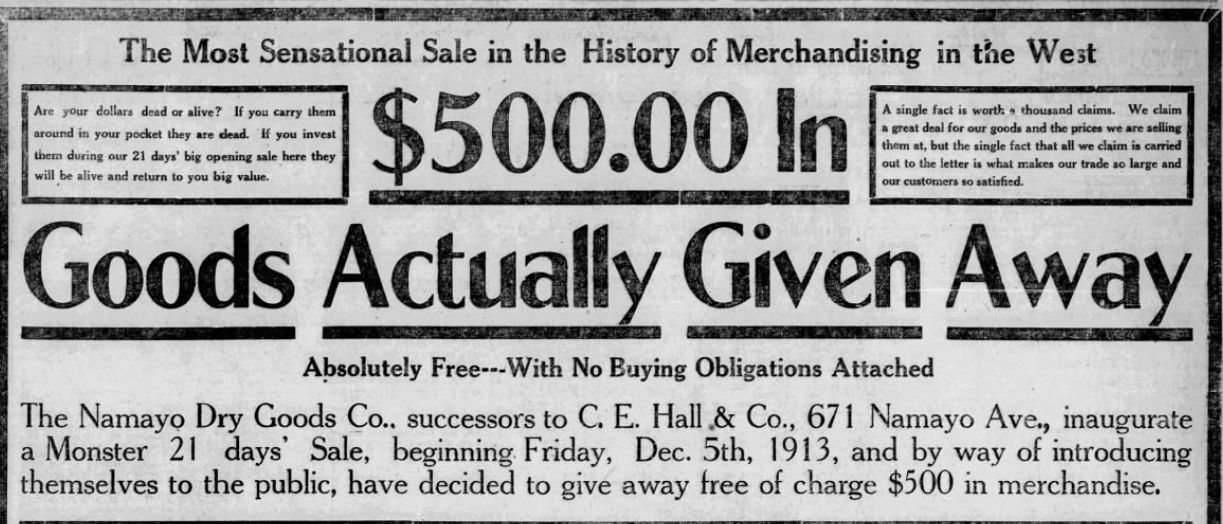 The Most Sensational Sale in the History of Merchandising in the West
Are your dollars dead or alive? If you carry them
around in your pocket they are dead. If you invest
them during our 21 days' big opening sale here they
will be alive and return to you big value.
$500.00 In
A single fact is worth a thousand claims. We claim
a great deal for our goods and the prices we are selling
them at, but the single fact that all we claim is carried
out to the letter is what makes our trade so large and
our customers so satisfied.
Goods Actually Given Away
Absolutely Free---With No Buying Obligations Attached
The Namayo Dry Goods Co., successors to C. E. Hall & Co., 671 Namayo Ave., inaugurate
a Monster 21 days' Sale, beginning Friday, Dec. 5th, 1913, and by way of introducing
themselves to the public, have decided to give away free of charge $500 in merchandise.